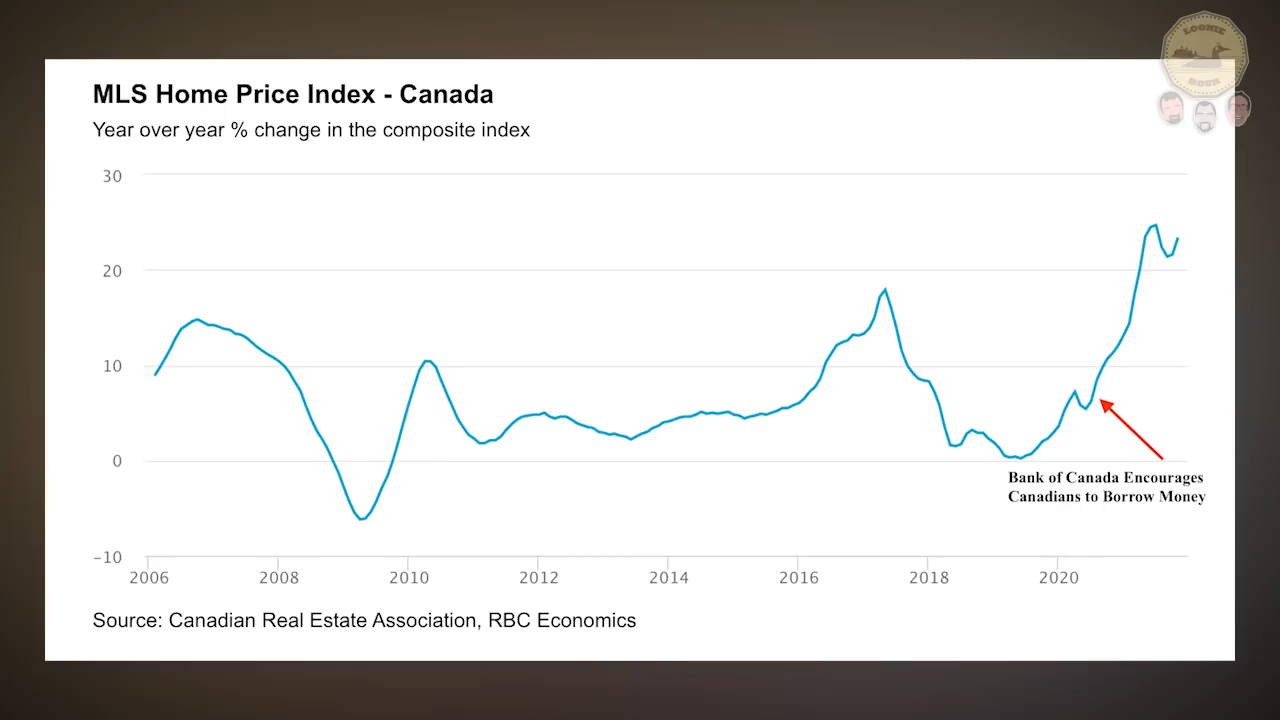 LOONIE
HOUR
MLS Home Price Index - Canada
Year over year % change in the composite index
30
20
10
0
−10
2006 2008 2010 2012 2014 2016 2018 2020
Bank of Canada Encourages
Canadians to Borrow Money
Source: Canadian Real Estate Association, RBC Economics